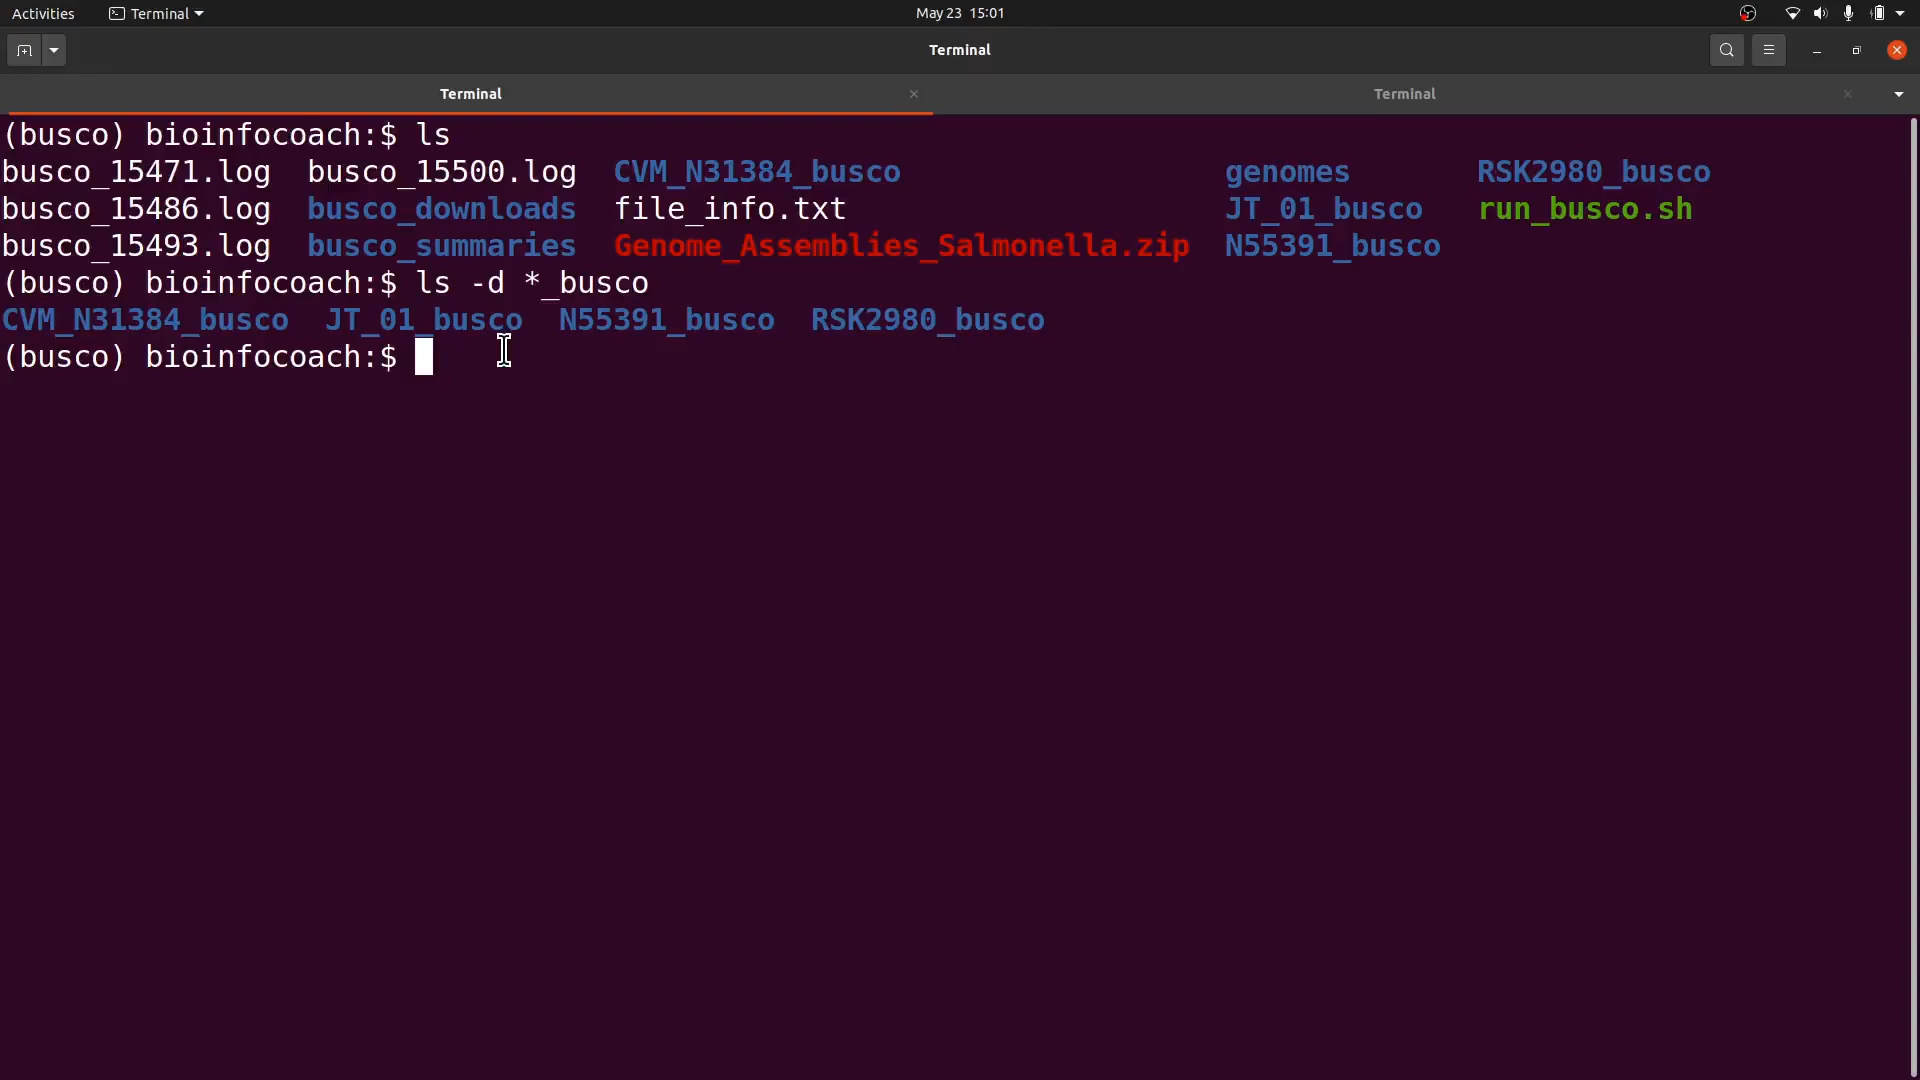 Activities Terminal May 23 15:01
Terminal
Terminal Terminal
(busco) bioinfocoach:$ ls
busco_15471.log busco_15500.log CVM_N31384_busco genomes RSK2980_busco
busco_15486.log busco_downloads file_info.txt JT_01_busco run_busco.sh
busco_15493.log busco_summaries Genome_Assemblies_Salmonella.zip N55391_busco
(busco) bioinfocoach:$ ls -d *_busco
CVM_N31384_busco JT_01_busco N55391_busco RSK2980_busco
(busco) bioinfocoach:$